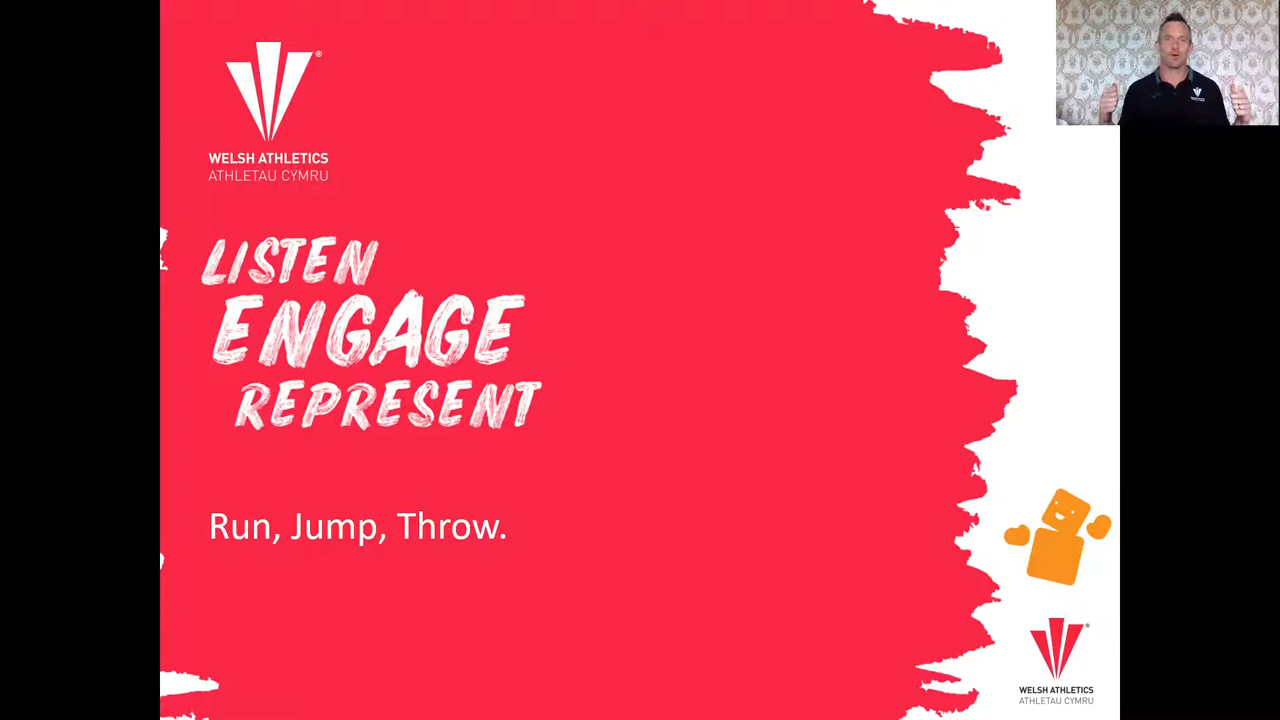 WELSH ATHLETICS
ATHLETAU CYMRU
LISTEN
ENGAGE
REPRESENT
Run, Jump, Throw.
WELSH ATHLETICS
ATHLETAU CYMRU